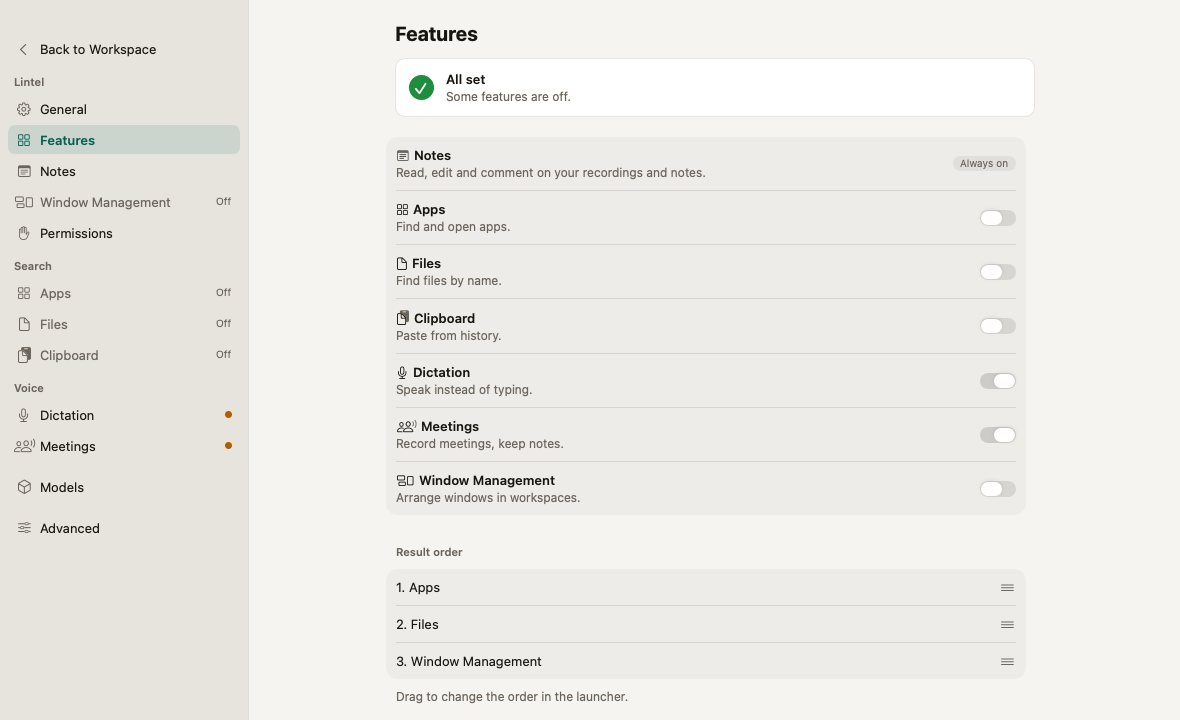 Back to Workspace
Lintel
General
Features
Notes
Window Management Off
Permissions
Search
Apps Off
Files Off
Clipboard Off
Voice
Dictation
Meetings
Models
Advanced
Features
All set
Some features are off.
Notes
Read, edit and comment on your recordings and notes.
Always on
Apps
Find and open apps.
Files
Find files by name.
Clipboard
Paste from history.
Dictation
Speak instead of typing.
Meetings
Record meetings, keep notes.
Window Management
Arrange windows in workspaces.
Result order
1. Apps
2. Files
3. Window Management
Drag to change the order in the launcher.